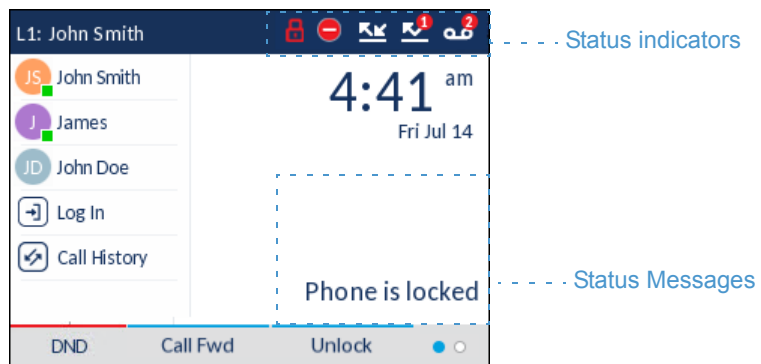 L1: John Smith
1
2
Status indicators
JS John Smith
4:41 am
J James
Fri Jul 14
JD John Doe
Log In
Call History
Status Messages
Phone is locked
DND Call Fwd Unlock